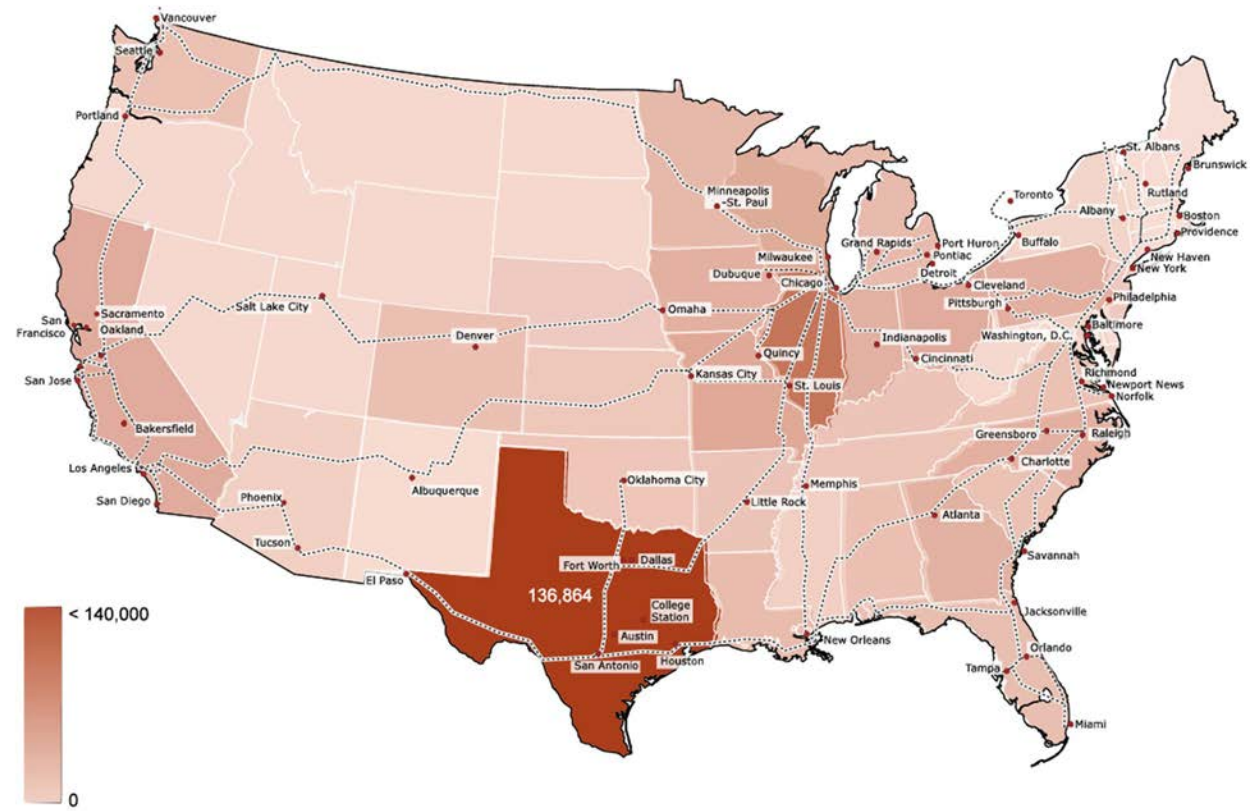 Vancouver
Seattle
Portland
Minneapolis
-St. Paul
Milwaukee
Dubuque
Chicago
Grand Rapids
Port Huron
Pontiac
Detroit
Toronto
Buffalo
Albany
St. Albans
Rutland
Brunswick
Boston
Providence
New Haven
New York
Cleveland
Pittsburgh
Philadelphia
Baltimore
Washington, D.C.
Sacramento
San
Francisco
Oakland
Salt Lake City
Denver
Omaha
Quincy
Indianapolis
Cincinnati
San Jose
Kansas City
St. Louis
Richmond
Newport News
Norfolk
Bakersfield
Greensboro
Raleigh
Los Angeles
Charlotte
San Diego
Phoenix
Albuquerque
Oklahoma City
Little Rock
Memphis
Atlanta
Tucson
Savannah
El Paso
Fort Worth
Dallas
136,864
College
Station
Austin
San Antonio
Houston
New Orleans
Jacksonville
Orlando
Tampa
Miami
< 140,000
0